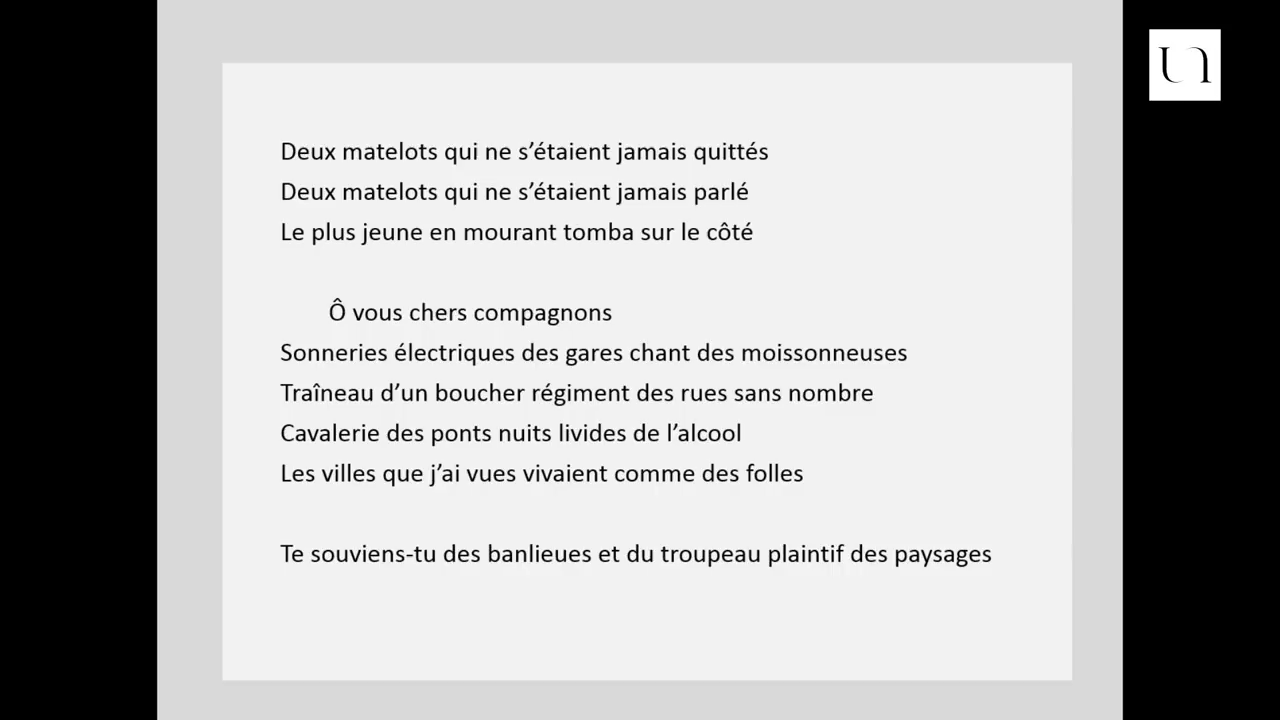 Deux matelots qui ne s’étaient jamais quittés
Deux matelots qui ne s’étaient jamais parlé
Le plus jeune en mourant tomba sur le côté
Ô vous chers compagnons
Sonneries électriques des gares chant des moissonneuses
Traîneau d’un boucher régiment des rues sans nombre
Cavalerie des ponts nuits livides de l’alcool
Les villes que j’ai vues vivaient comme des folles
Te souviens-tu des banlieues et du troupeau plaintif des paysages